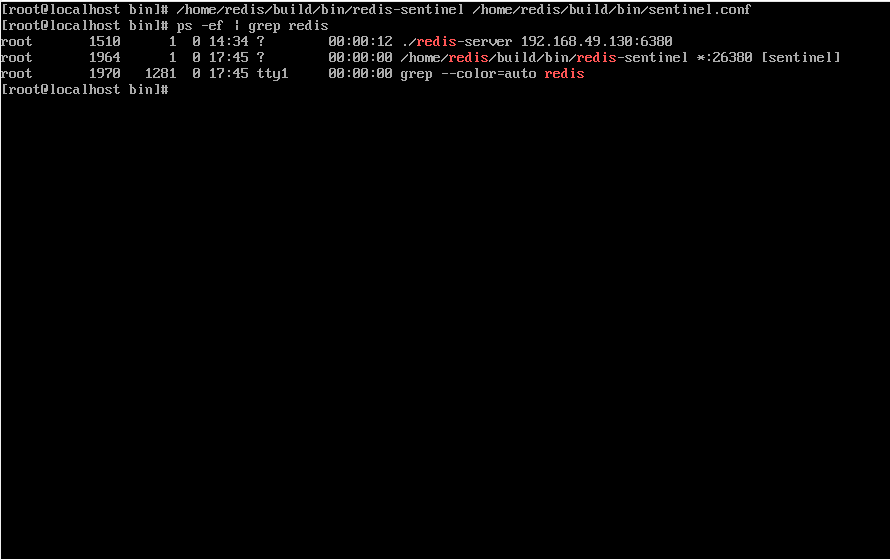 [root@localhost bin]# /home/redis/build/bin/redis-sentinel /home/redis/build/bin/sentinel.conf
[root@localhost bin]# ps -ef | grep redis
root       1510      1  0 14:34 ?        00:00:12 ./redis-server 192.168.49.130:6380
root       1964      1  0 17:45 ?        00:00:00 /home/redis/build/bin/redis-sentinel *:26380 [sentinel]
root       1970   1281  0 17:45 tty1     00:00:00 grep --color=auto redis
[root@localhost bin]#